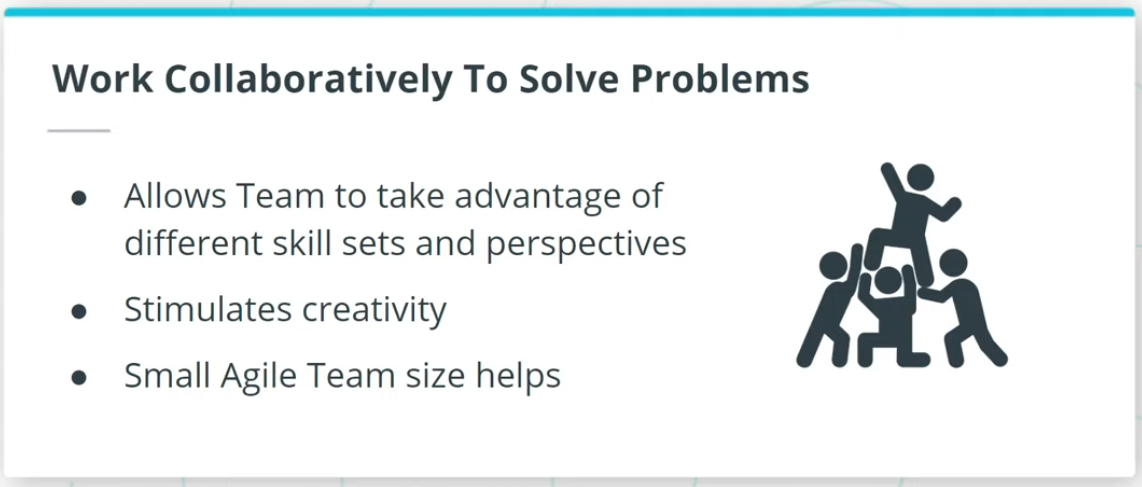 Work Collaboratively To Solve Problems
● Allows Team to take advantage of
different skill sets and perspectives
● Stimulates creativity
● Small Agile Team size helps